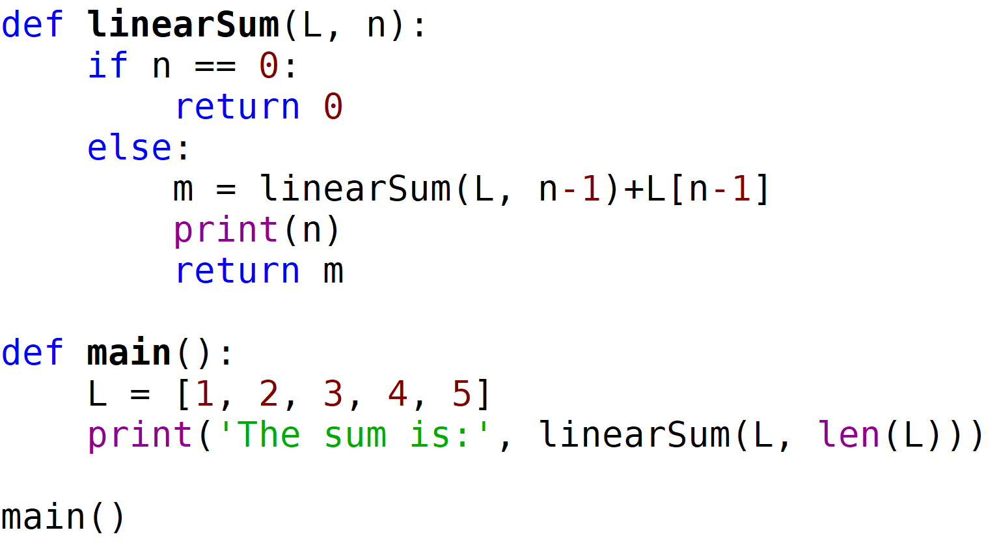 def linearSum(L, n):
    if n == 0:
        return 0
    else:
        m = linearSum(L, n-1)+L[n-1]
        print(n)
        return m

def main():
    L = [1, 2, 3, 4, 5]
    print('The sum is:', linearSum(L, len(L)))

main()